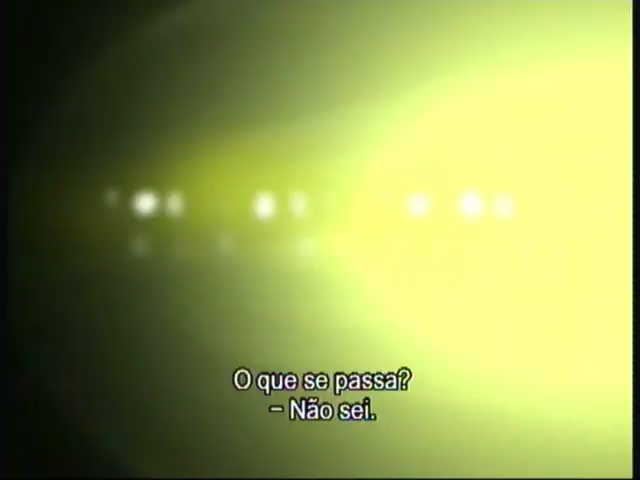 O que se passa?
– Não sei.